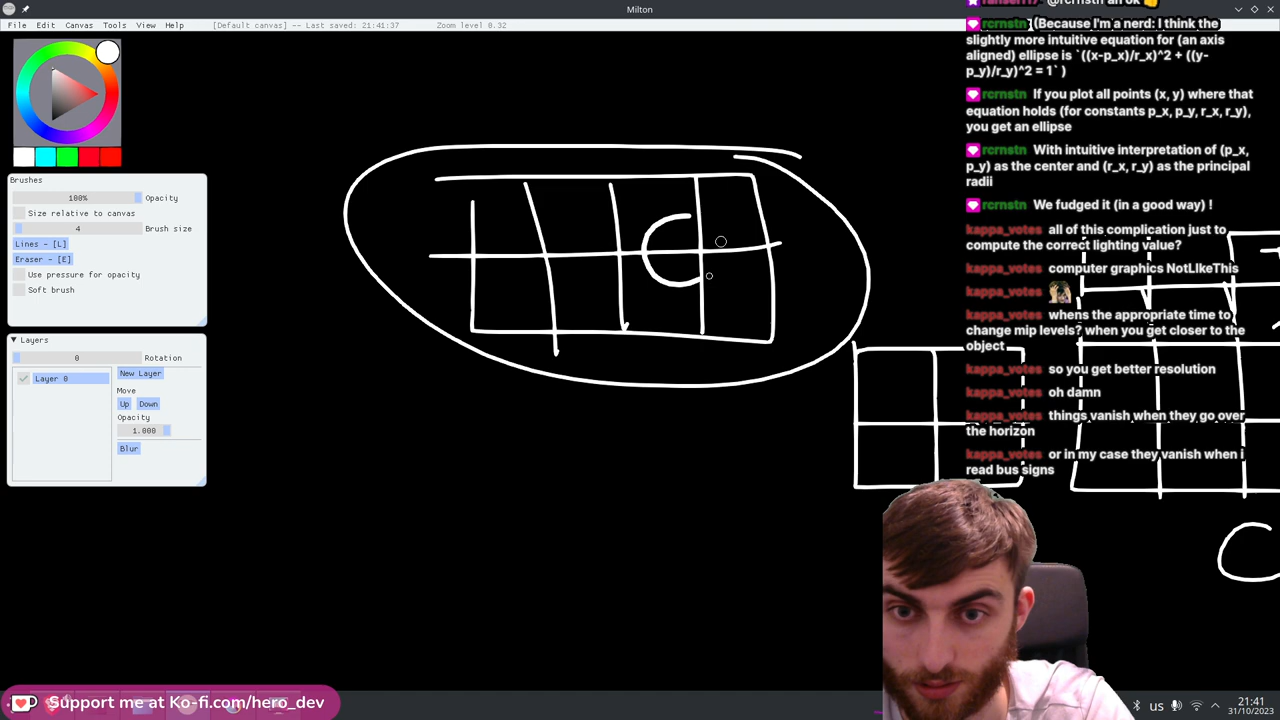 Milton
File Edit Canvas Tools View Help [Default canvas] -- Last saved: 21:41:37 Zoom level 0.32
Brushes
100% Opacity
Size relative to canvas
4 Brush size
Lines - [L]
Eraser - [E]
Use pressure for opacity
Soft brush
Layers
0 Rotation
Layer 0
New Layer
Move
Up Down
Opacity
1.000
Blur
rcrnstn (Because I'm a nerd: I think the
slightly more intuitive equation for (an axis
aligned) ellipse is `((x-p_x)/r_x)^2 + ((y-
p_y)/r_y)^2 = 1` )
rcrnstn If you plot all points (x, y) where that
equation holds (for constants p_x, p_y, r_x, r_y),
you get an ellipse
rcrnstn With intuitive interpretation of (p_x,
p_y) as the center and (r_x, r_y) as the principal
radii
rcrnstn We fudged it (in a good way) !
kappa_votes all of this complication just to
compute the correct lighting value?
kappa_votes computer graphics NotLIkeThis
kappa_votes
kappa_votes whens the appropriate time to
change mip levels? when you get closer to the
object
kappa_votes so you get better resolution
kappa_votes oh damn
kappa_votes things vanish when they go over
the horizon
kappa_votes or in my case they vanish when i
read bus signs
Support me at Ko-fi.com/hero_dev
us
21:41
31/10/2023